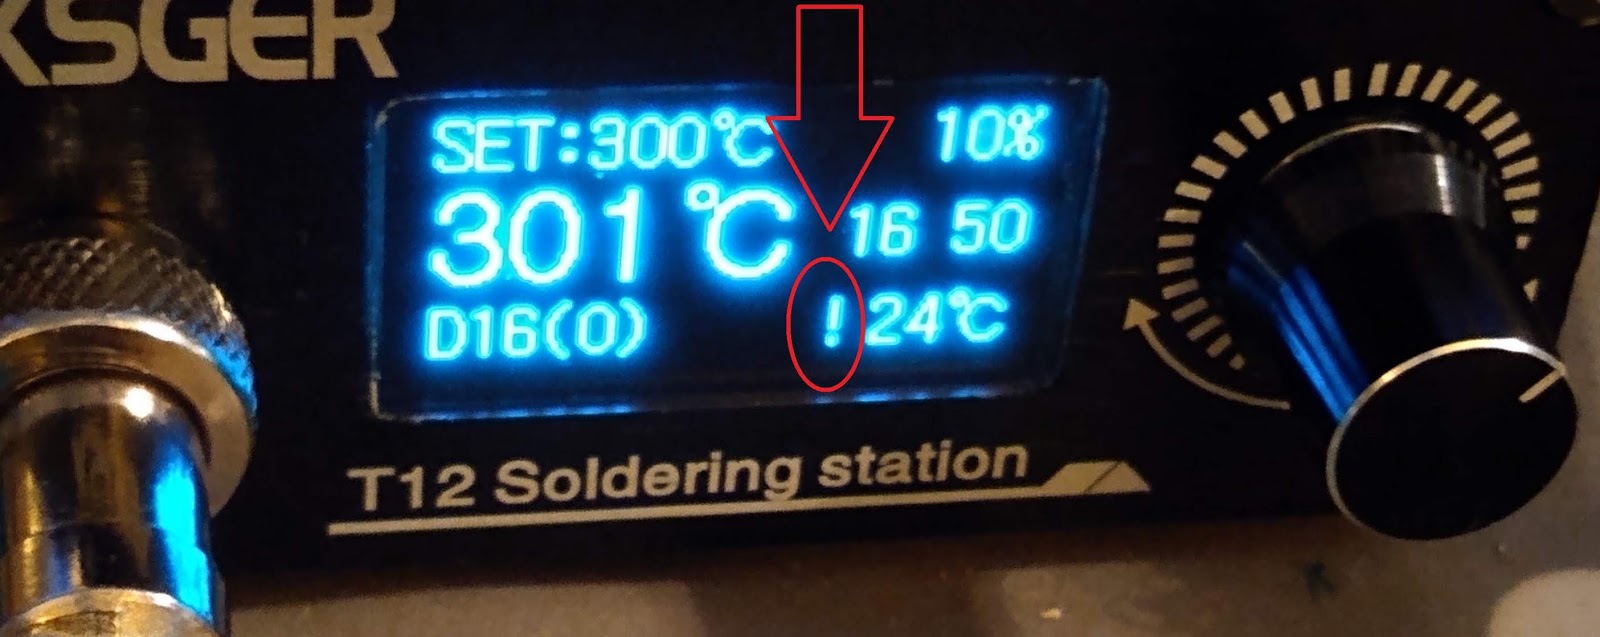 KSGER
SET:300℃ 10%
301℃ 16 50
D16(0) !24℃
T12 Soldering station